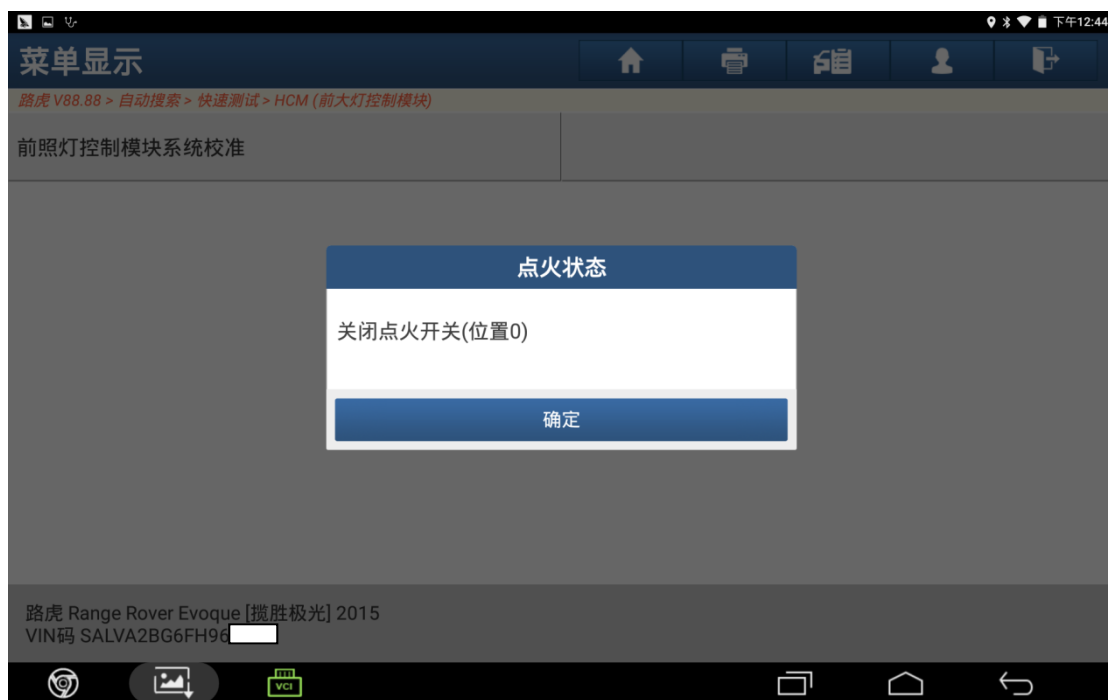 下午12:44
菜单显示
路虎 V88.88 > 自动搜索 > 快速测试 > HCM (前大灯控制模块)
前照灯控制模块系统校准
点火状态
关闭点火开关(位置0)
确定
路虎 Range Rover Evoque [揽胜极光] 2015
VIN码 SALVA2BG6FH96
VCI